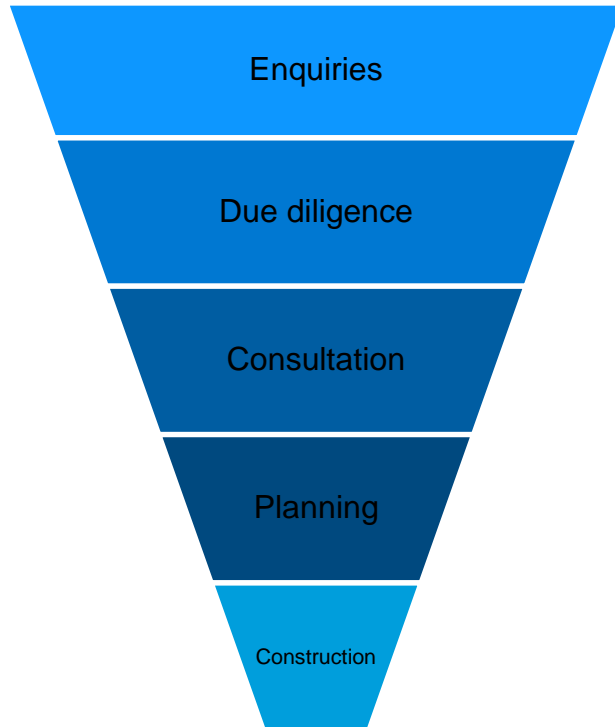 Enquiries
Due diligence
Consultation
Planning
Construction